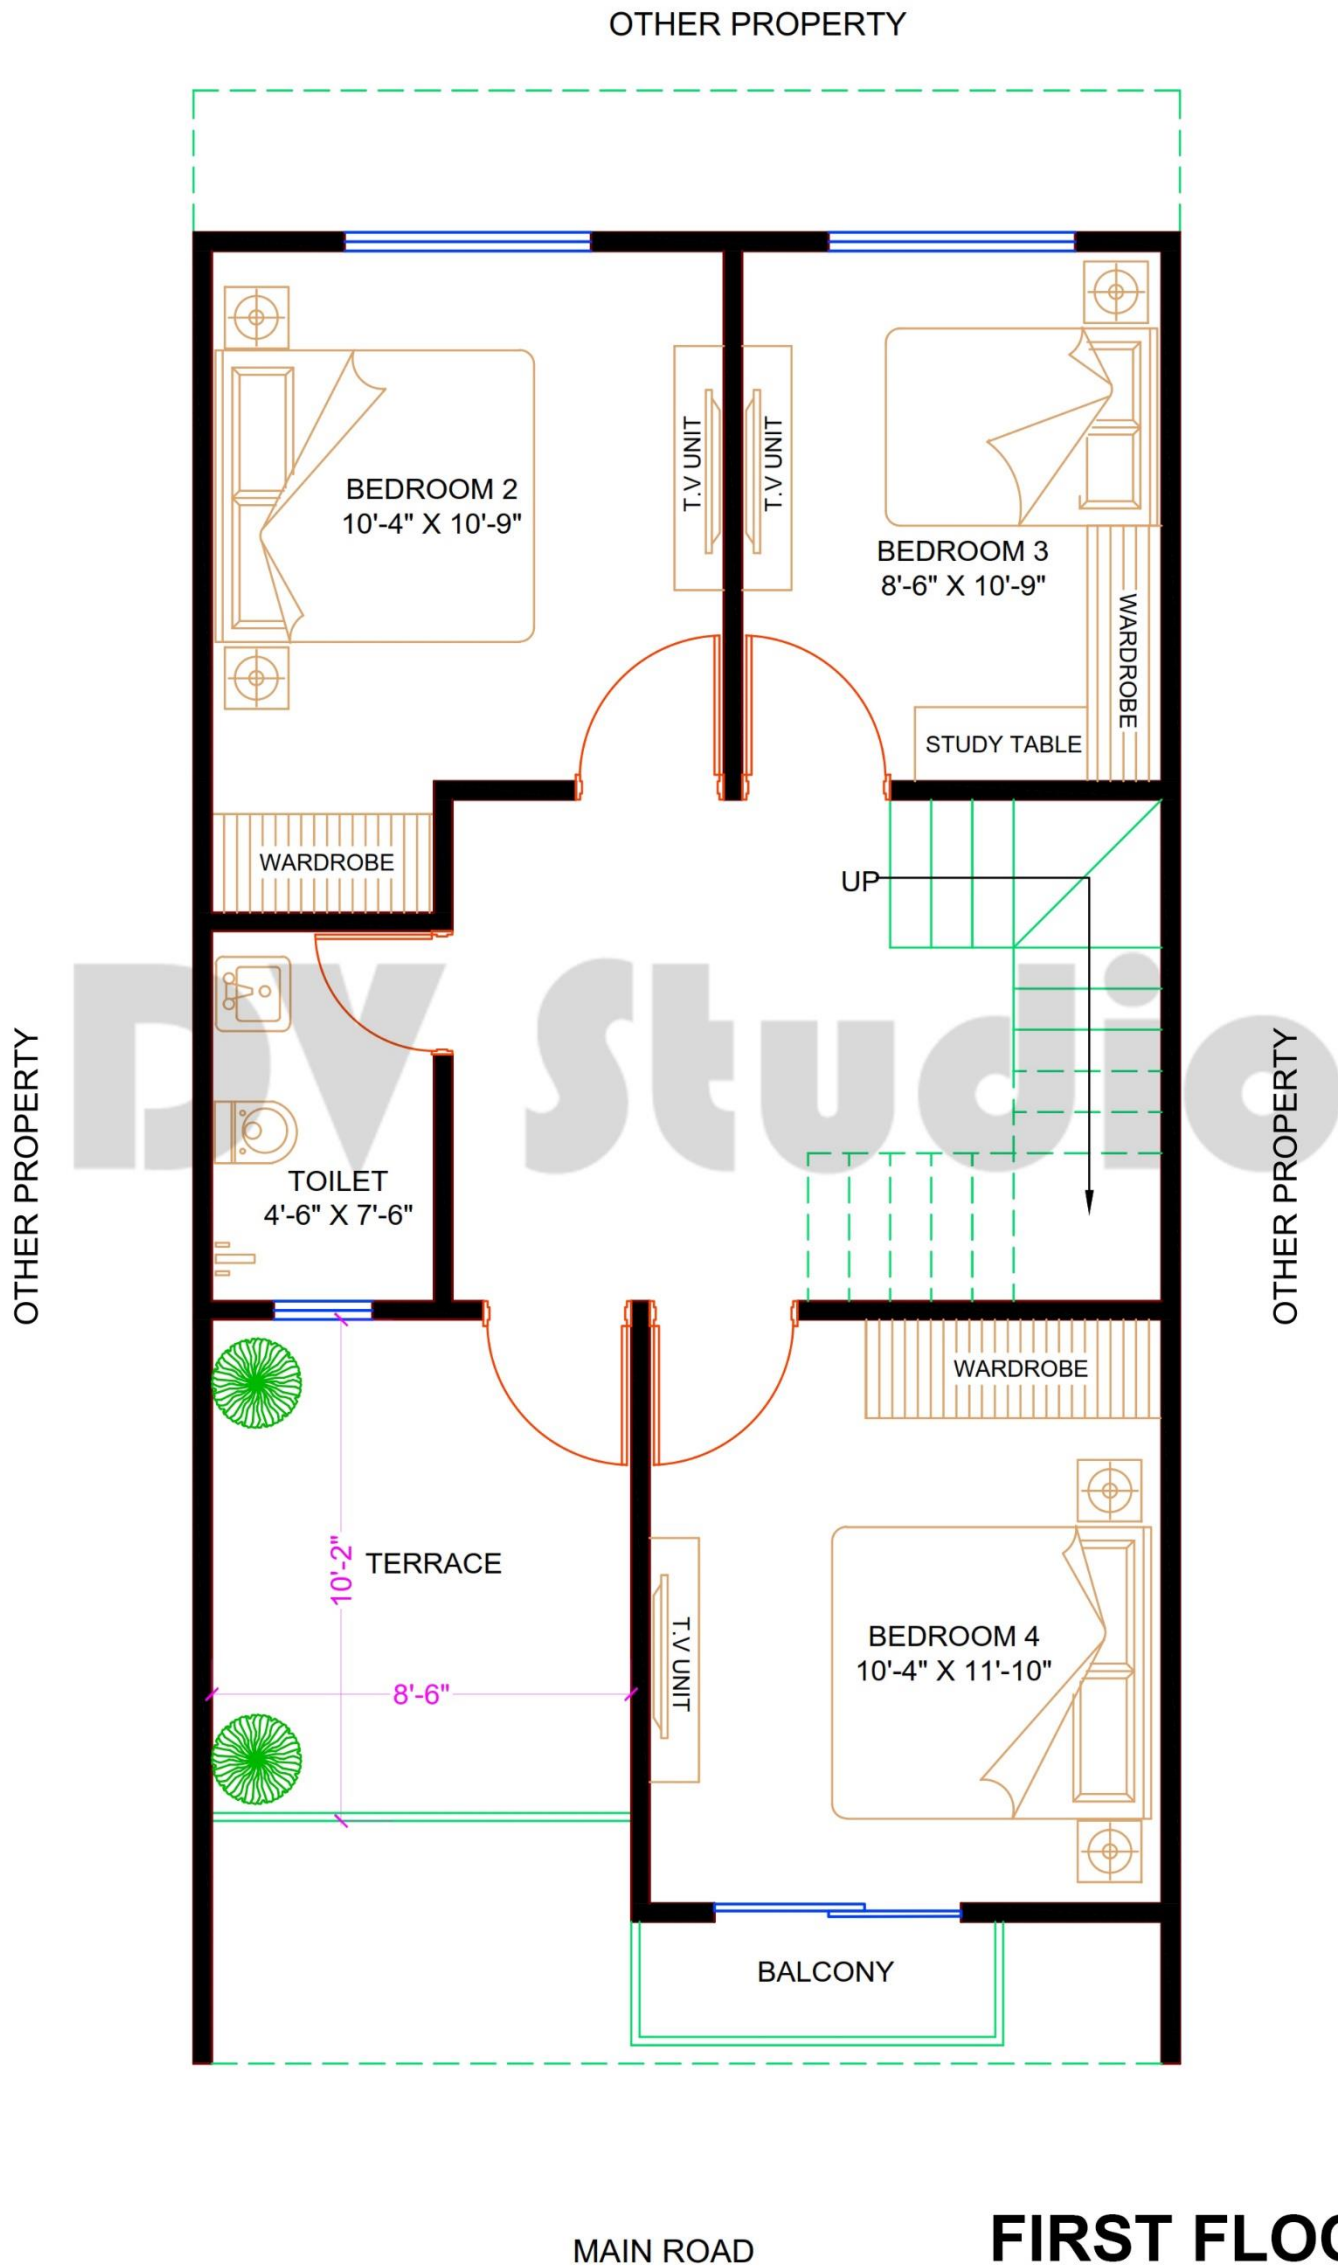 OTHER PROPERTY
T.V UNIT
T.V UNIT
BEDROOM 2
10'-4" X 10'-9"
BEDROOM 3
8'-6" X 10'-9"
WARDROBE
STUDY TABLE
WARDROBE
UP
DV Studio
OTHER PROPERTY
OTHER PROPERTY
TOILET
4'-6" X 7'-6"
WARDROBE
10'-2"
TERRACE
BEDROOM 4
10'-4" X 11'-10"
T.V UNIT
8'-6"
BALCONY
FIRST FLOO
MAIN ROAD